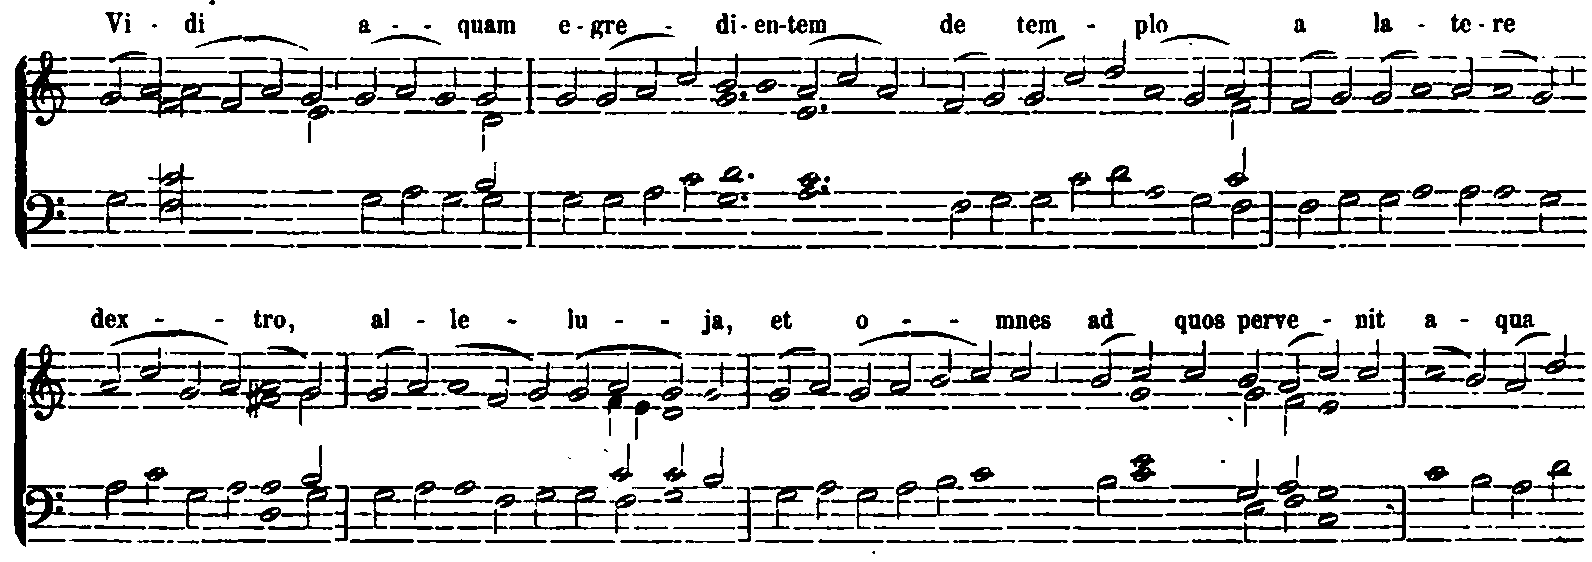 Vi - di a - - quam e - gre - di - en - tem de tem - plo a la - te - re
dex - - tro, al - le - lu - - ja, et o - - mnes ad quos perve - nit a - qua